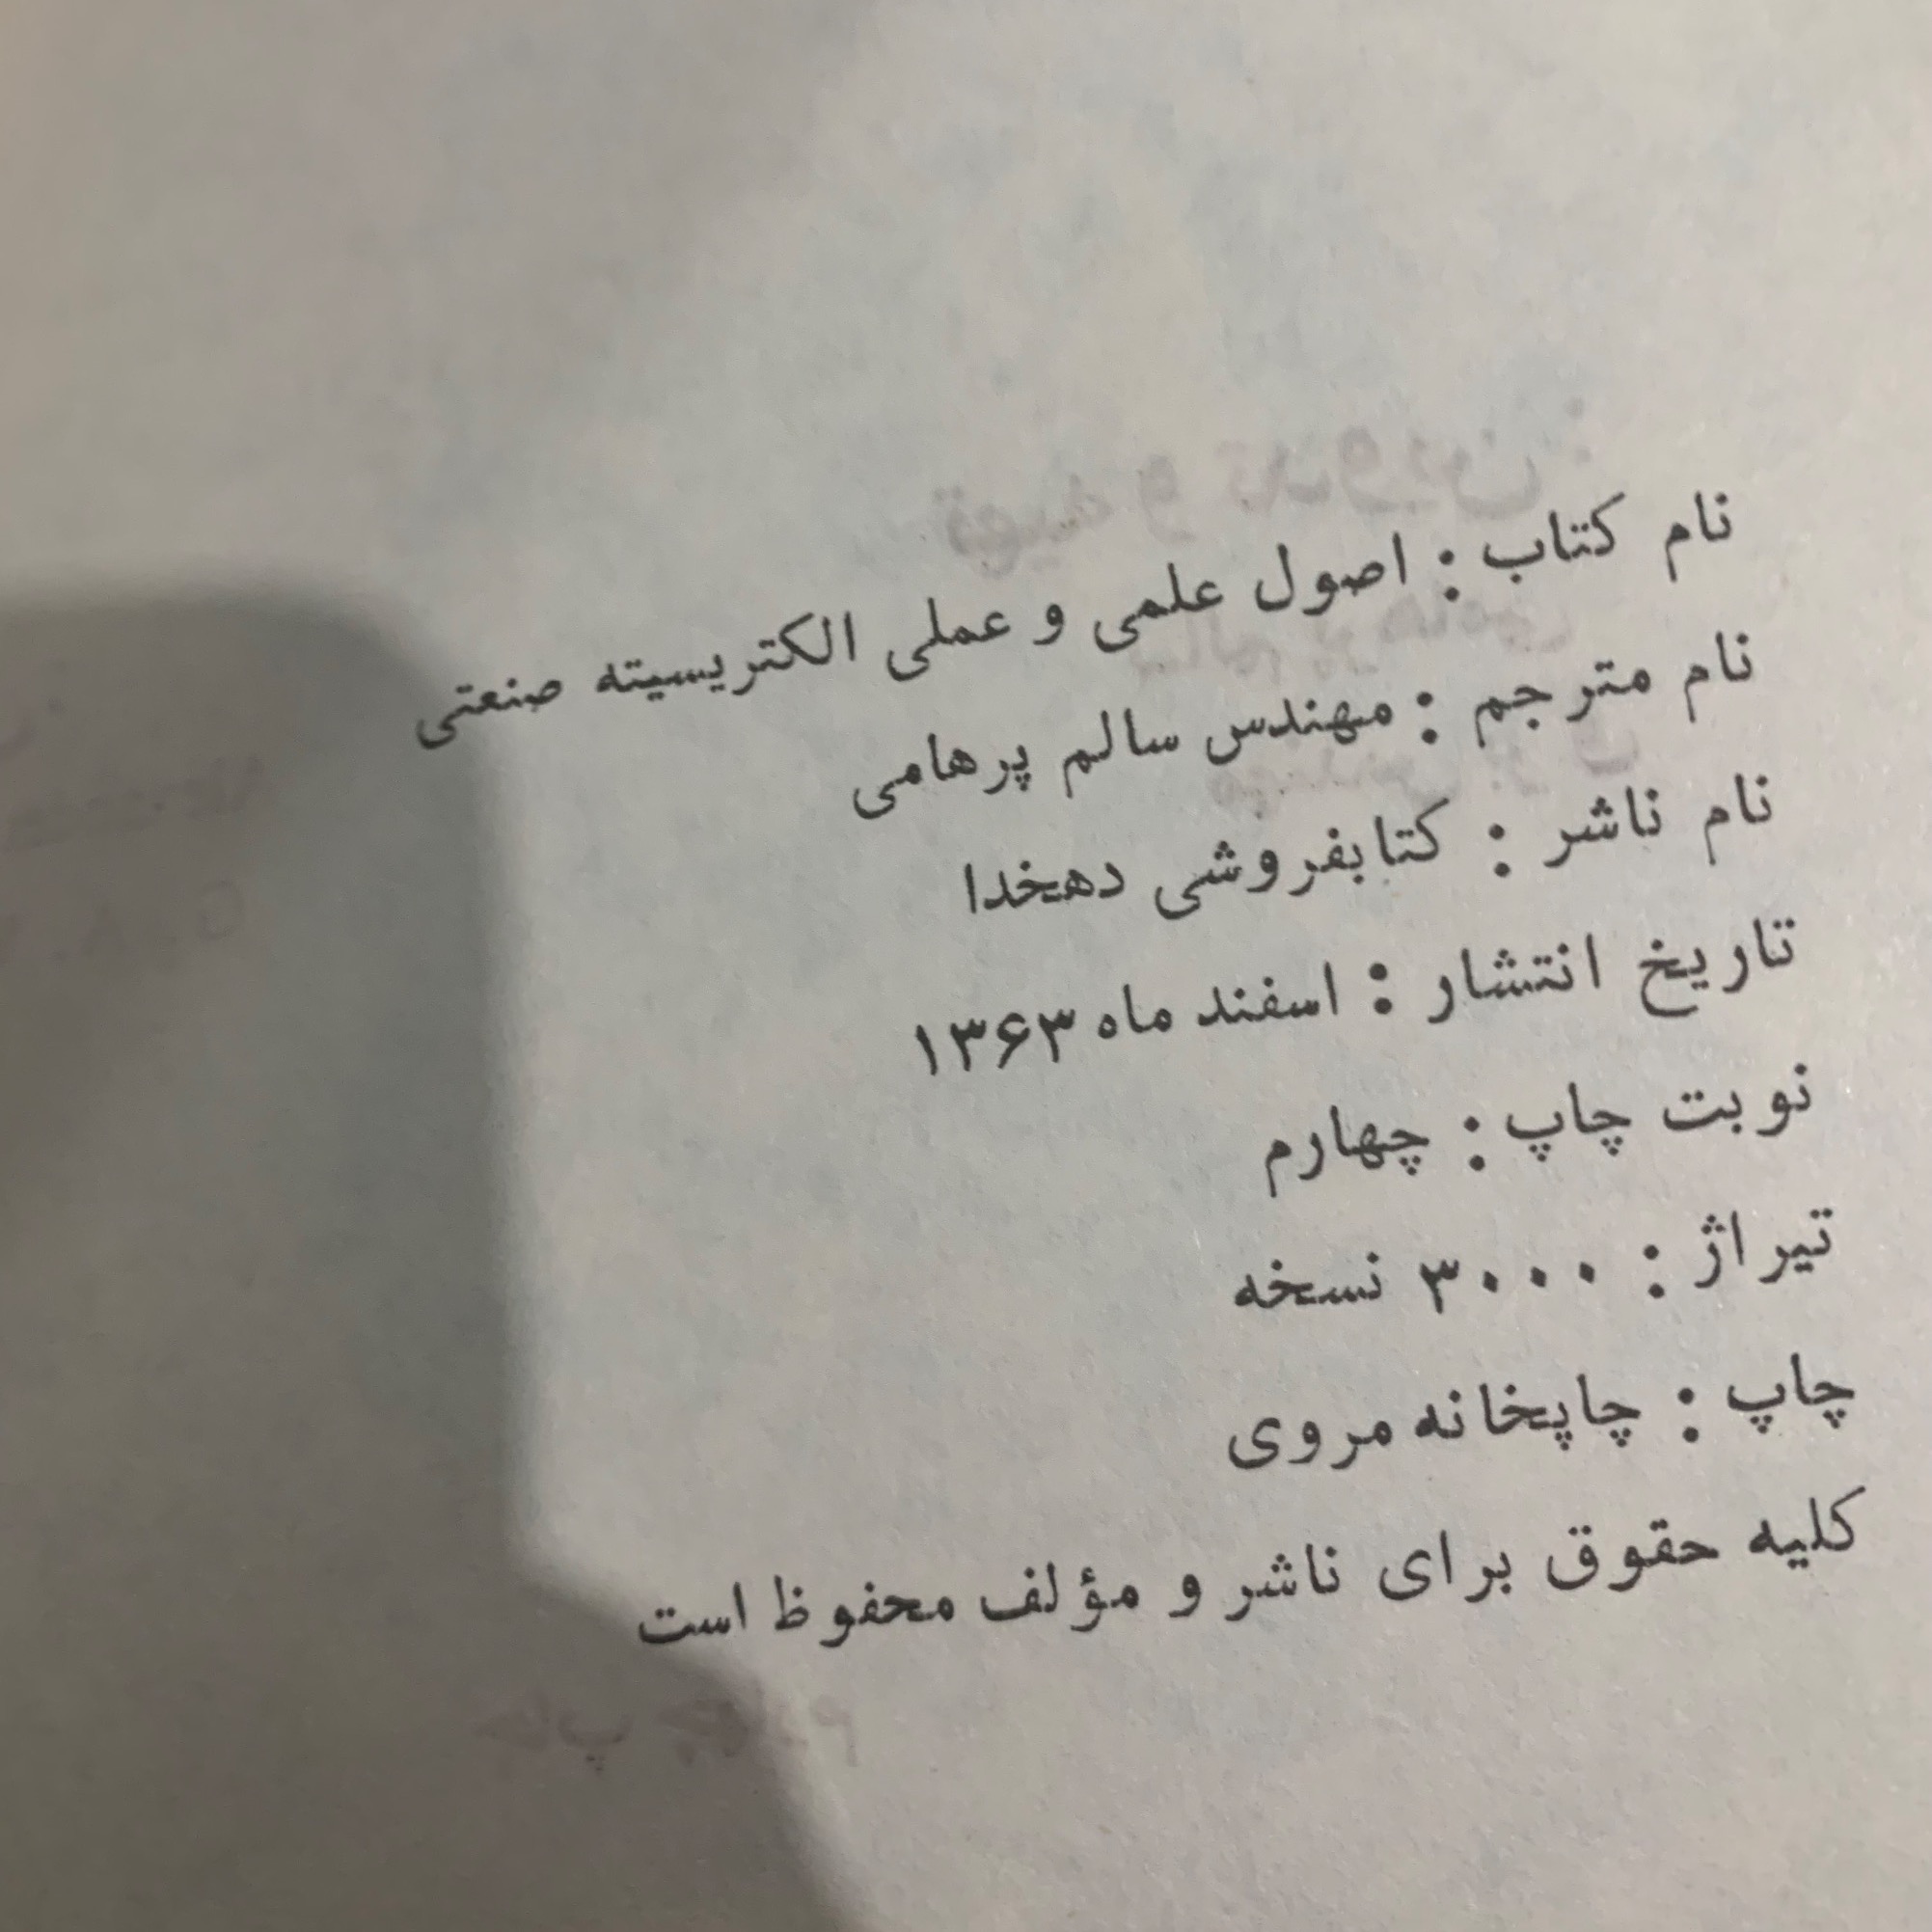 نام کتاب : اصول علمی و عملی الکتریسیته صنعتی
نام مترجم : مهندس سالم پرهامی
نام ناشر : کتابفروشی دهخدا
تاریخ انتشار : اسفند ماه ۱۳۶۳
نوبت چاپ : چهارم
تیراژ : ۳۰۰۰ نسخه
چاپ : چاپخانه مروی
کلیه حقوق برای ناشر و مؤلف محفوظ است